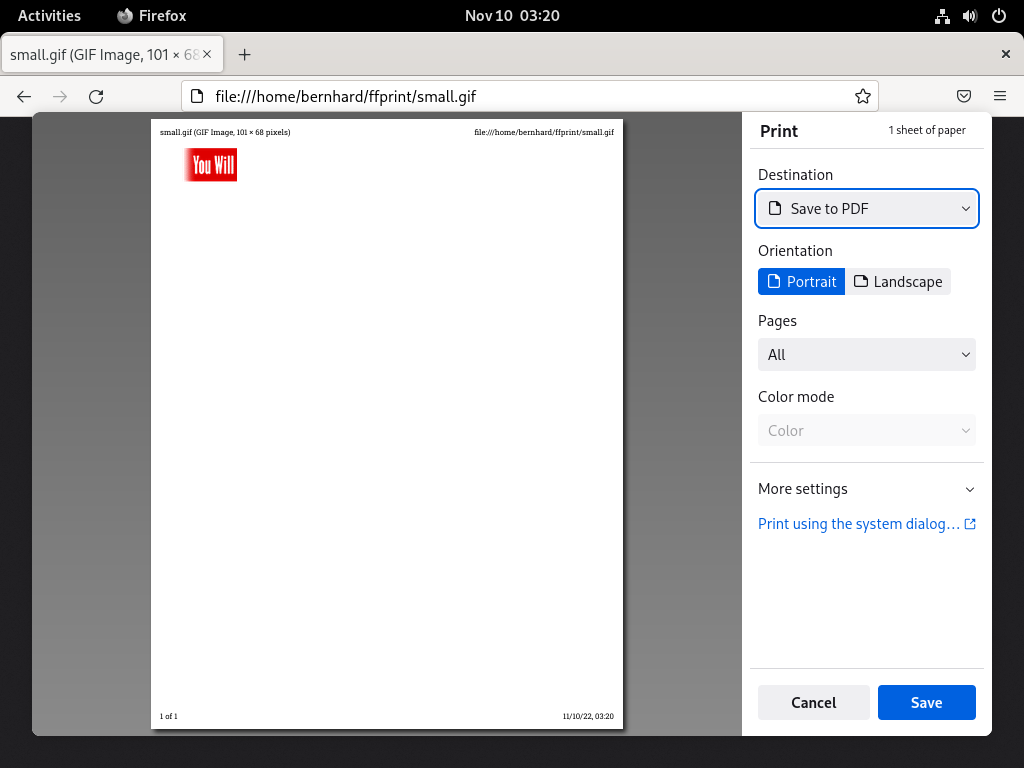 Activities
Firefox
Nov 10 03:20
small.gif (GIF Image, 101 × 68
file:///home/bernhard/ffprint/small.gif
small.gif (GIF Image, 101 × 68 pixels)
file:///home/bernhard/ffprint/small.gif
You Will
1 of 1
11/10/22, 03:20
Print
1 sheet of paper
Destination
Save to PDF
Orientation
Portrait
Landscape
Pages
All
Color mode
Color
More settings
Print using the system dialog…
Cancel
Save